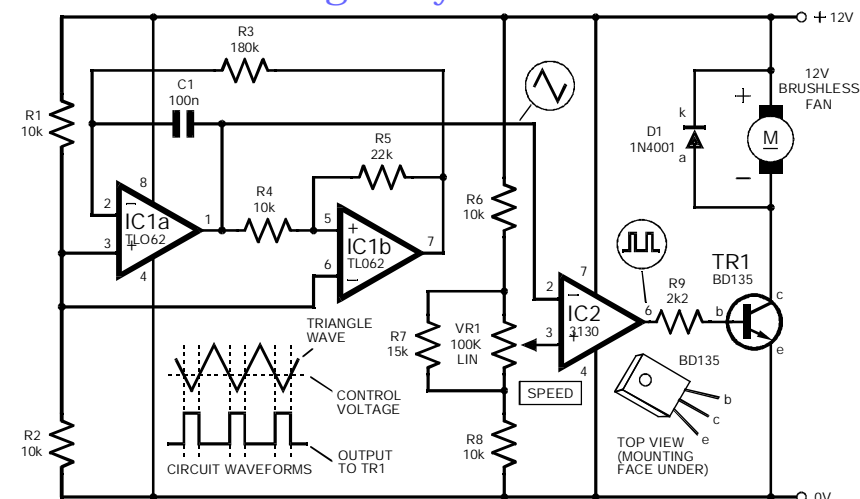 + 12V
R3
180k
C1
100n
R1
10k
12V
BRUSHLESS
FAN
+
k
D1
1N4001
a
M
−
R5
22k
R4
10k
R6
10k
8
2
−
IC1a
TLO62
3
+
1
4
5
+
IC1b
TL062
6
−
7
TR1
BD135
R9
2k2
7
2
−
IC2
3130
3
+
6
4
b
c
e
TRIANGLE
WAVE
R7
15k
VR1
100K
LIN
SPEED
CONTROL
VOLTAGE
BD135
b
c
e
R2
10k
R8
10k
OUTPUT
TO TR1
CIRCUIT WAVEFORMS
TOP VIEW
(MOUNTING
FACE UNDER)
0V